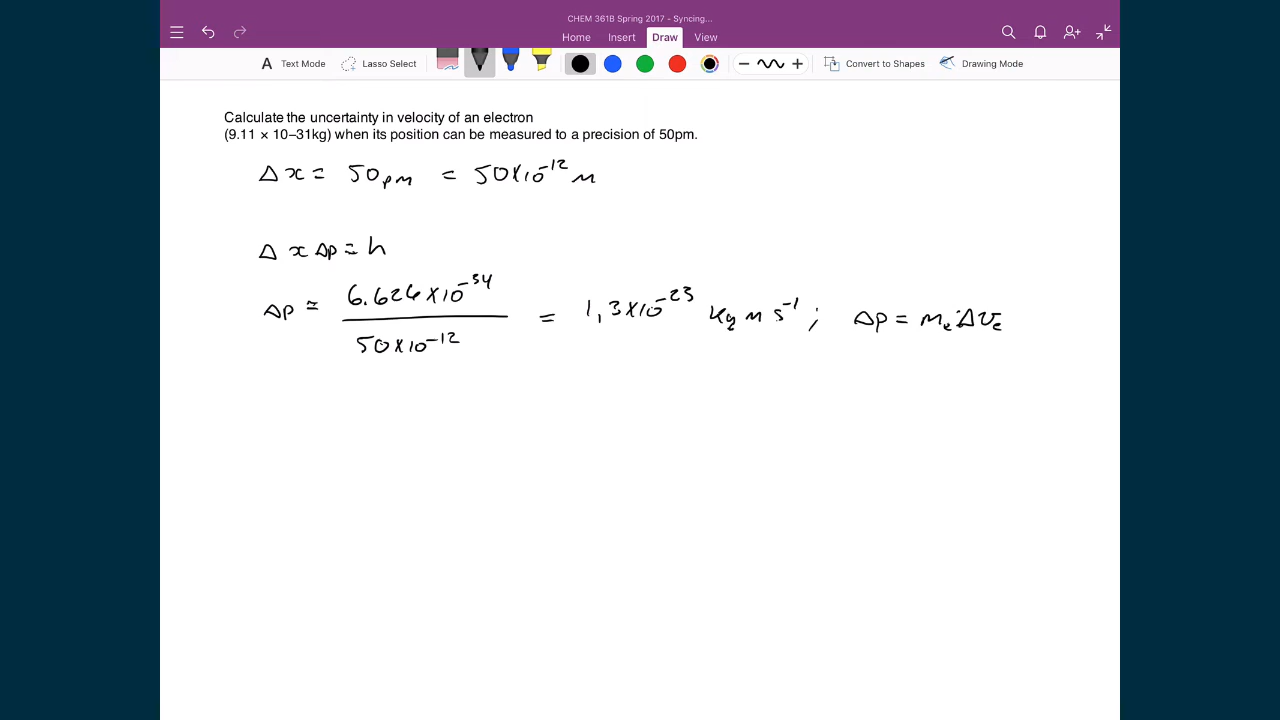 CHEM 361B Spring 2017 - Syncing...
Home Insert Draw View
Text Mode Lasso Select Convert to Shapes Drawing Mode
Calculate the uncertainty in velocity of an electron
(9.11 × 10–31kg) when its position can be measured to a precision of 50pm.
Δx = 50pm = 50×10⁻¹² m
Δ x Δp = h
Δp ≈ 6.626×10⁻³⁴ / 50×10⁻¹² = 1,3×10⁻²³ kg m s⁻¹ ; Δp = mₑ·Δvₑ